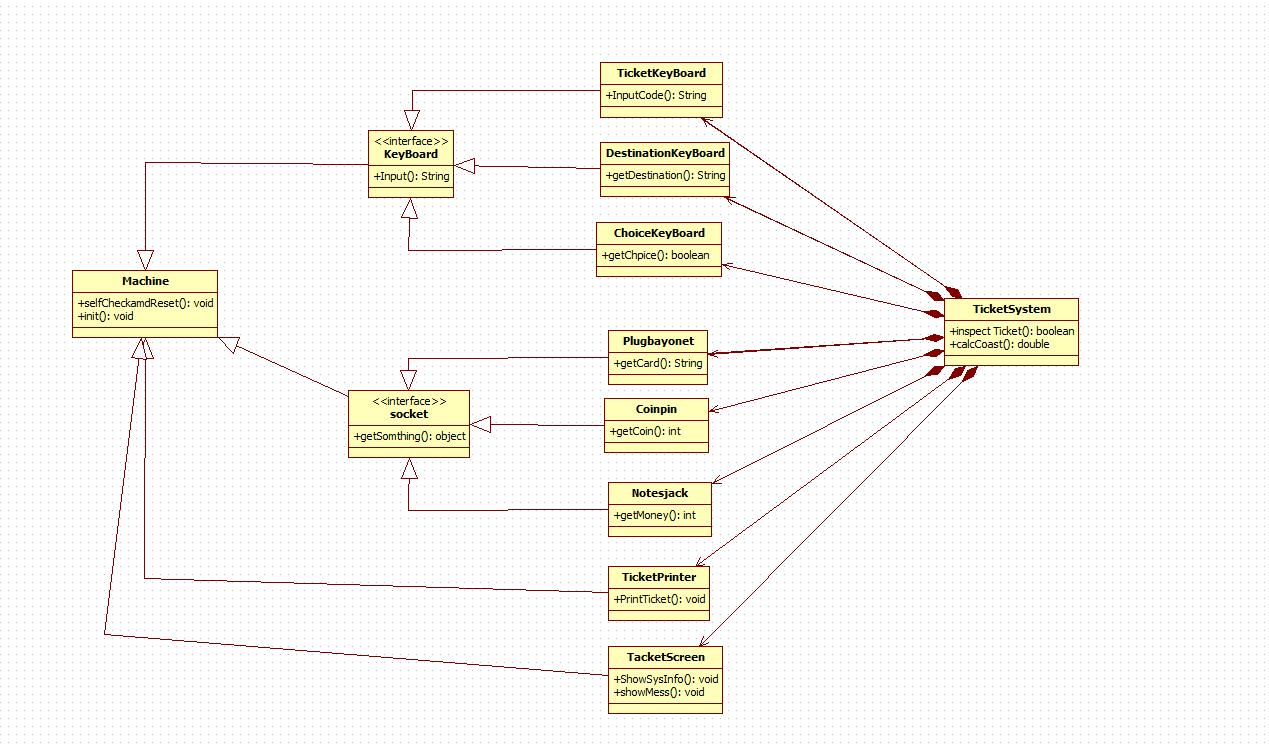 TicketKeyBoard
+InputCode(): String
<<interface>>
KeyBoard
+Input(): String
DestinationKeyBoard
+getDestination(): String
ChoiceKeyBoard
+getChpice(): boolean
Machine
+selfCheckamdReset(): void
+init(): void
TicketSystem
+inspect Ticket(): boolean
+calcCoast(): double
Plugbayonet
+getCard(): String
<<interface>>
socket
+getSomthing(): object
Coinpin
+getCoin(): int
Notesjack
+getMoney(): int
TicketPrinter
+PrintTicket(): void
TacketScreen
+ShowSysInfo(): void
+showMess(): void